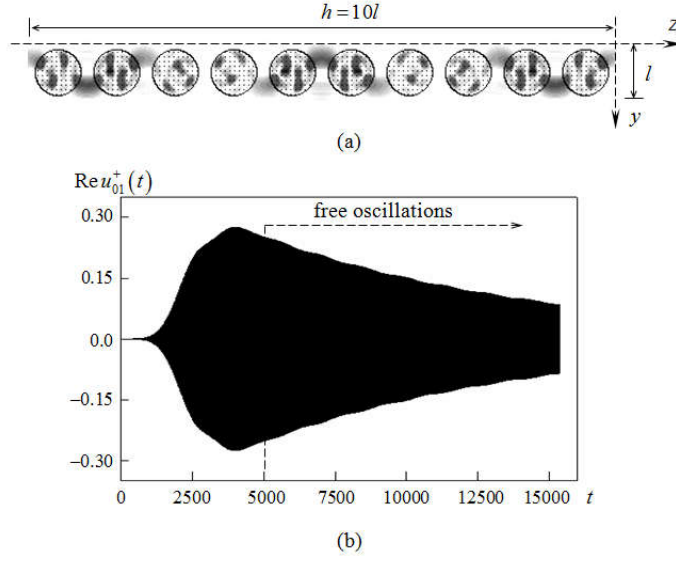 h = 10l
z
l
y
(a)
Re u₀₁⁺(t)
0.30
free oscillations
0.15
0.0
−0.15
−0.30
0 2500 5000 7500 10000 12500 15000 t
(b)